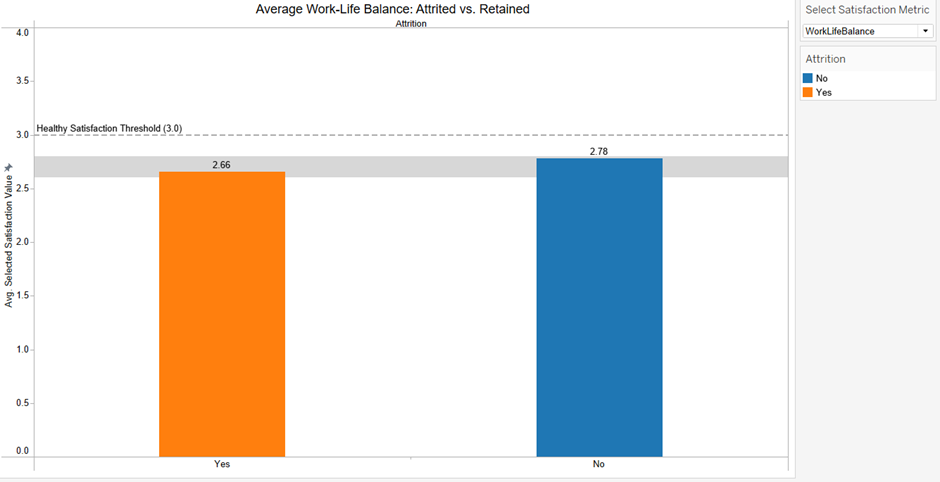 Average Work-Life Balance: Attrited vs. Retained
Attrition
4.0
3.5
Healthy Satisfaction Threshold (3.0)
3.0
2.78
2.66
2.5
2.0
1.5
1.0
0.5
0.0
Avg. Selected Satisfaction Value
Yes
No
Select Satisfaction Metric
WorkLifeBalance
Attrition
No
Yes